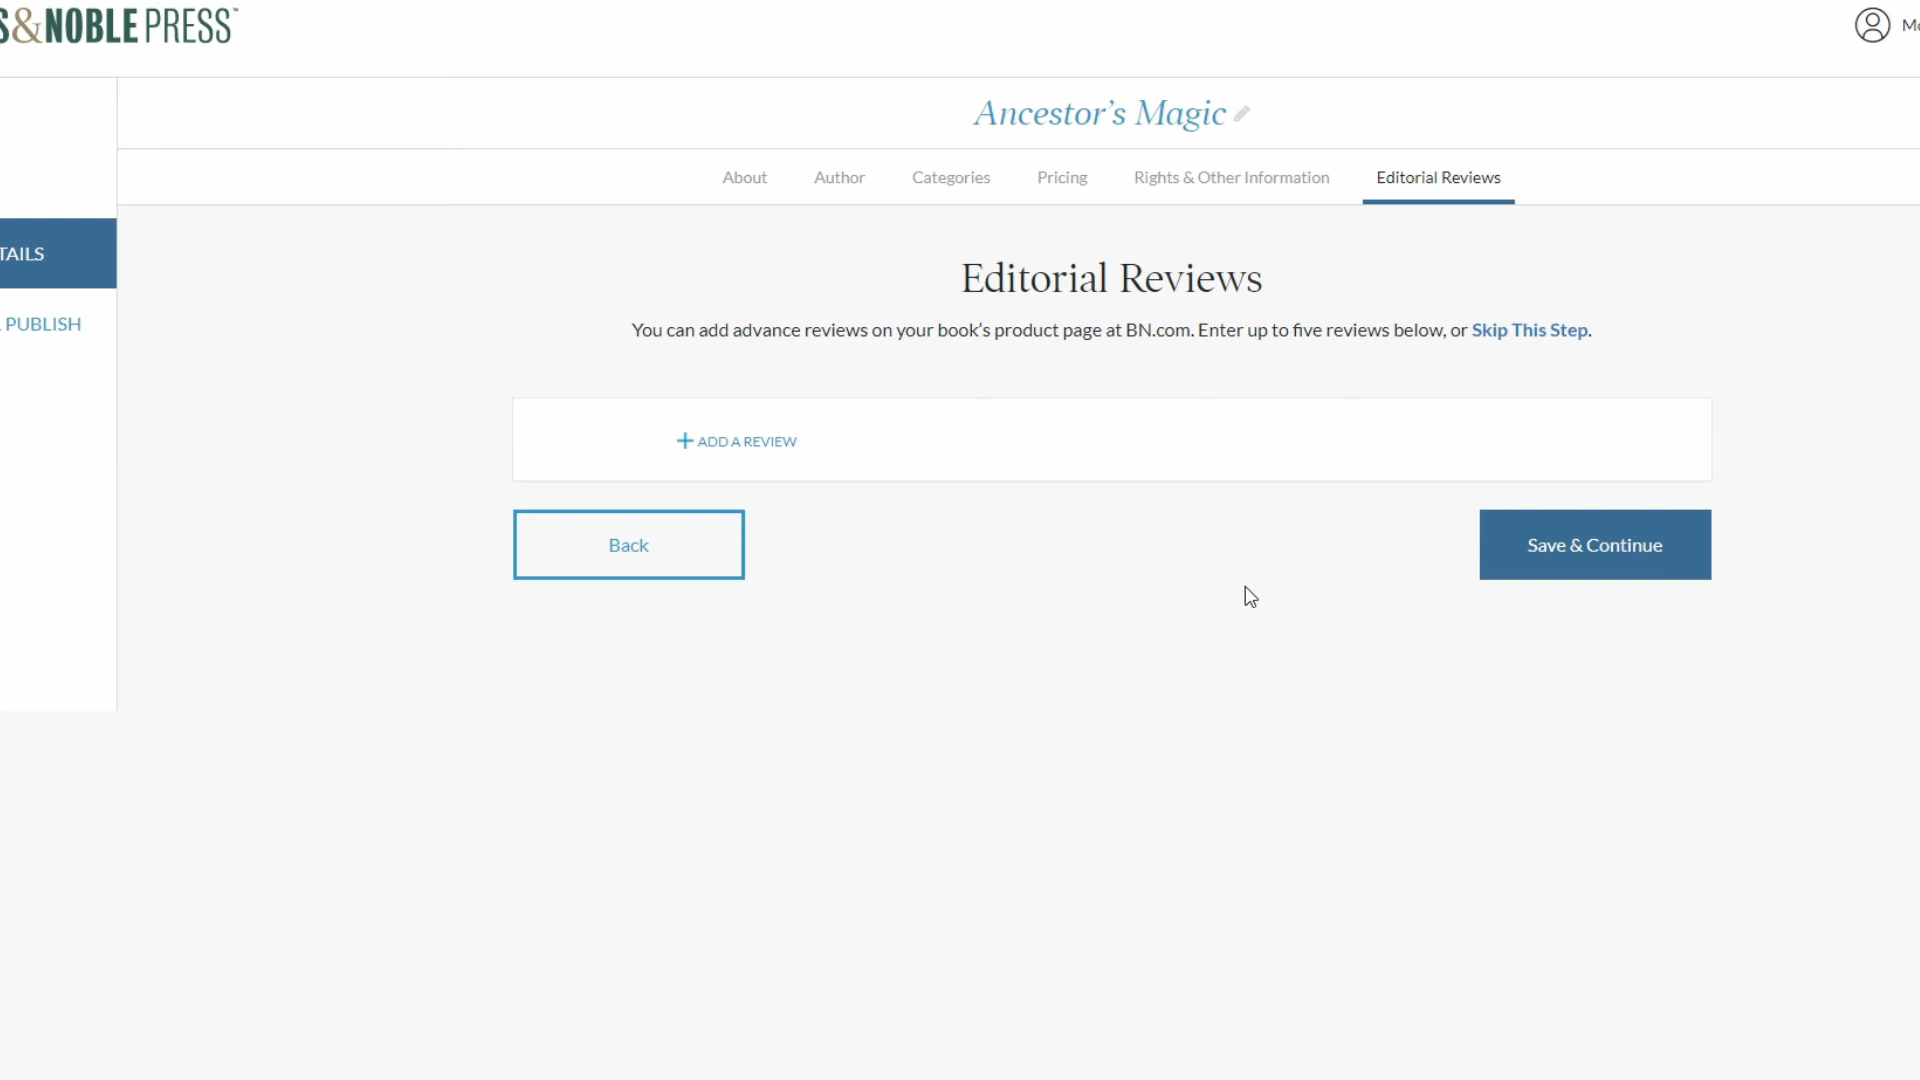 S&NOBLE PRESS™
Ancestor's Magic
About Author Categories Pricing Rights & Other Information Editorial Reviews
TAILS
PUBLISH
Editorial Reviews
You can add advance reviews on your book's product page at BN.com. Enter up to five reviews below, or Skip This Step.
+ ADD A REVIEW
Back
Save & Continue